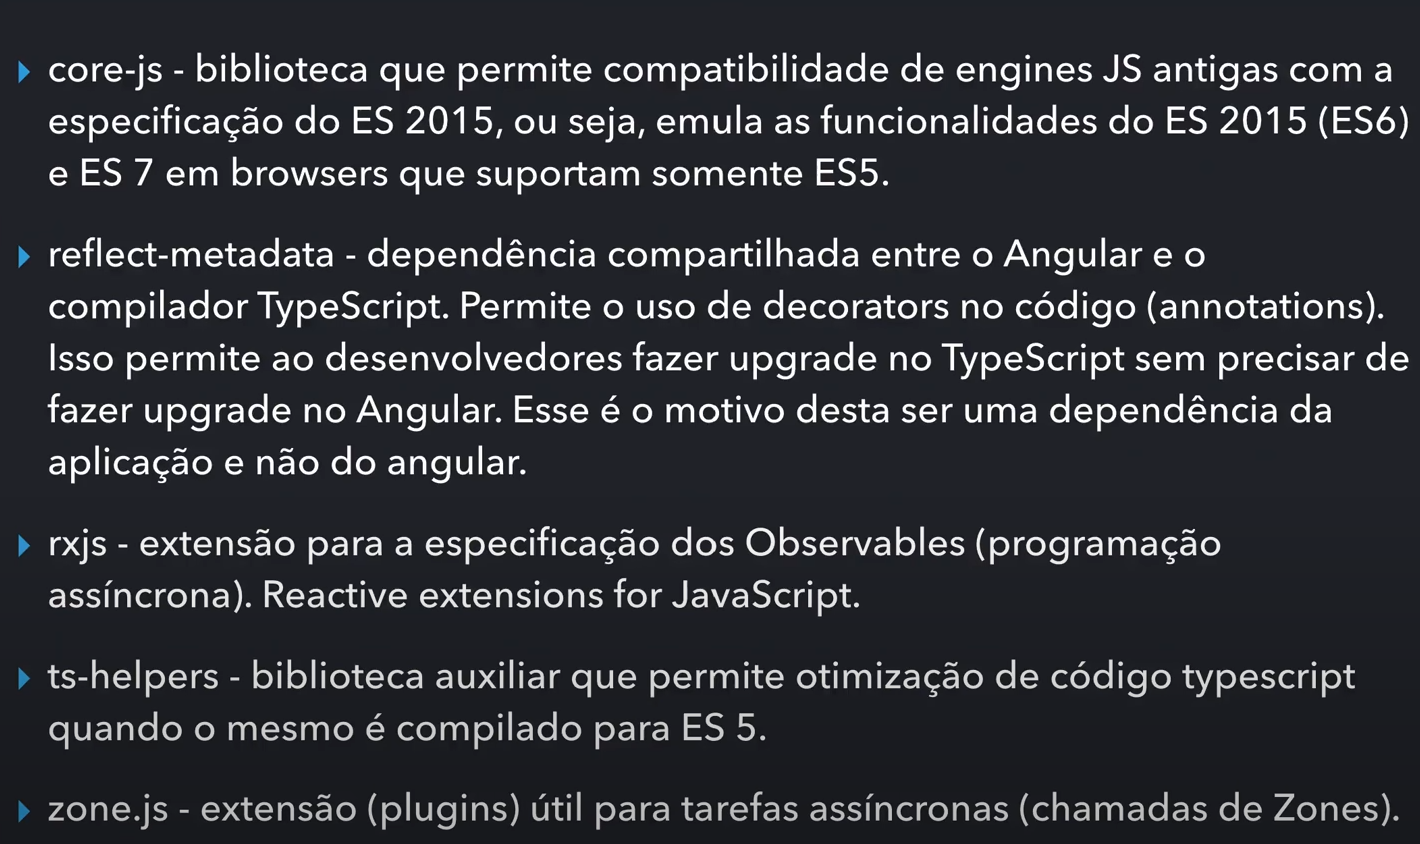 core-js - biblioteca que permite compatibilidade de engines JS antigas com a
especificação do ES 2015, ou seja, emula as funcionalidades do ES 2015 (ES6)
e ES 7 em browsers que suportam somente ES5.
reflect-metadata - dependência compartilhada entre o Angular e o
compilador TypeScript. Permite o uso de decorators no código (annotations).
Isso permite ao desenvolvedores fazer upgrade no TypeScript sem precisar de
fazer upgrade no Angular. Esse é o motivo desta ser uma dependência da
aplicação e não do angular.
rxjs - extensão para a especificação dos Observables (programação
assíncrona). Reactive extensions for JavaScript.
ts-helpers - biblioteca auxiliar que permite otimização de código typescript
quando o mesmo é compilado para ES 5.
zone.js - extensão (plugins) útil para tarefas assíncronas (chamadas de Zones).